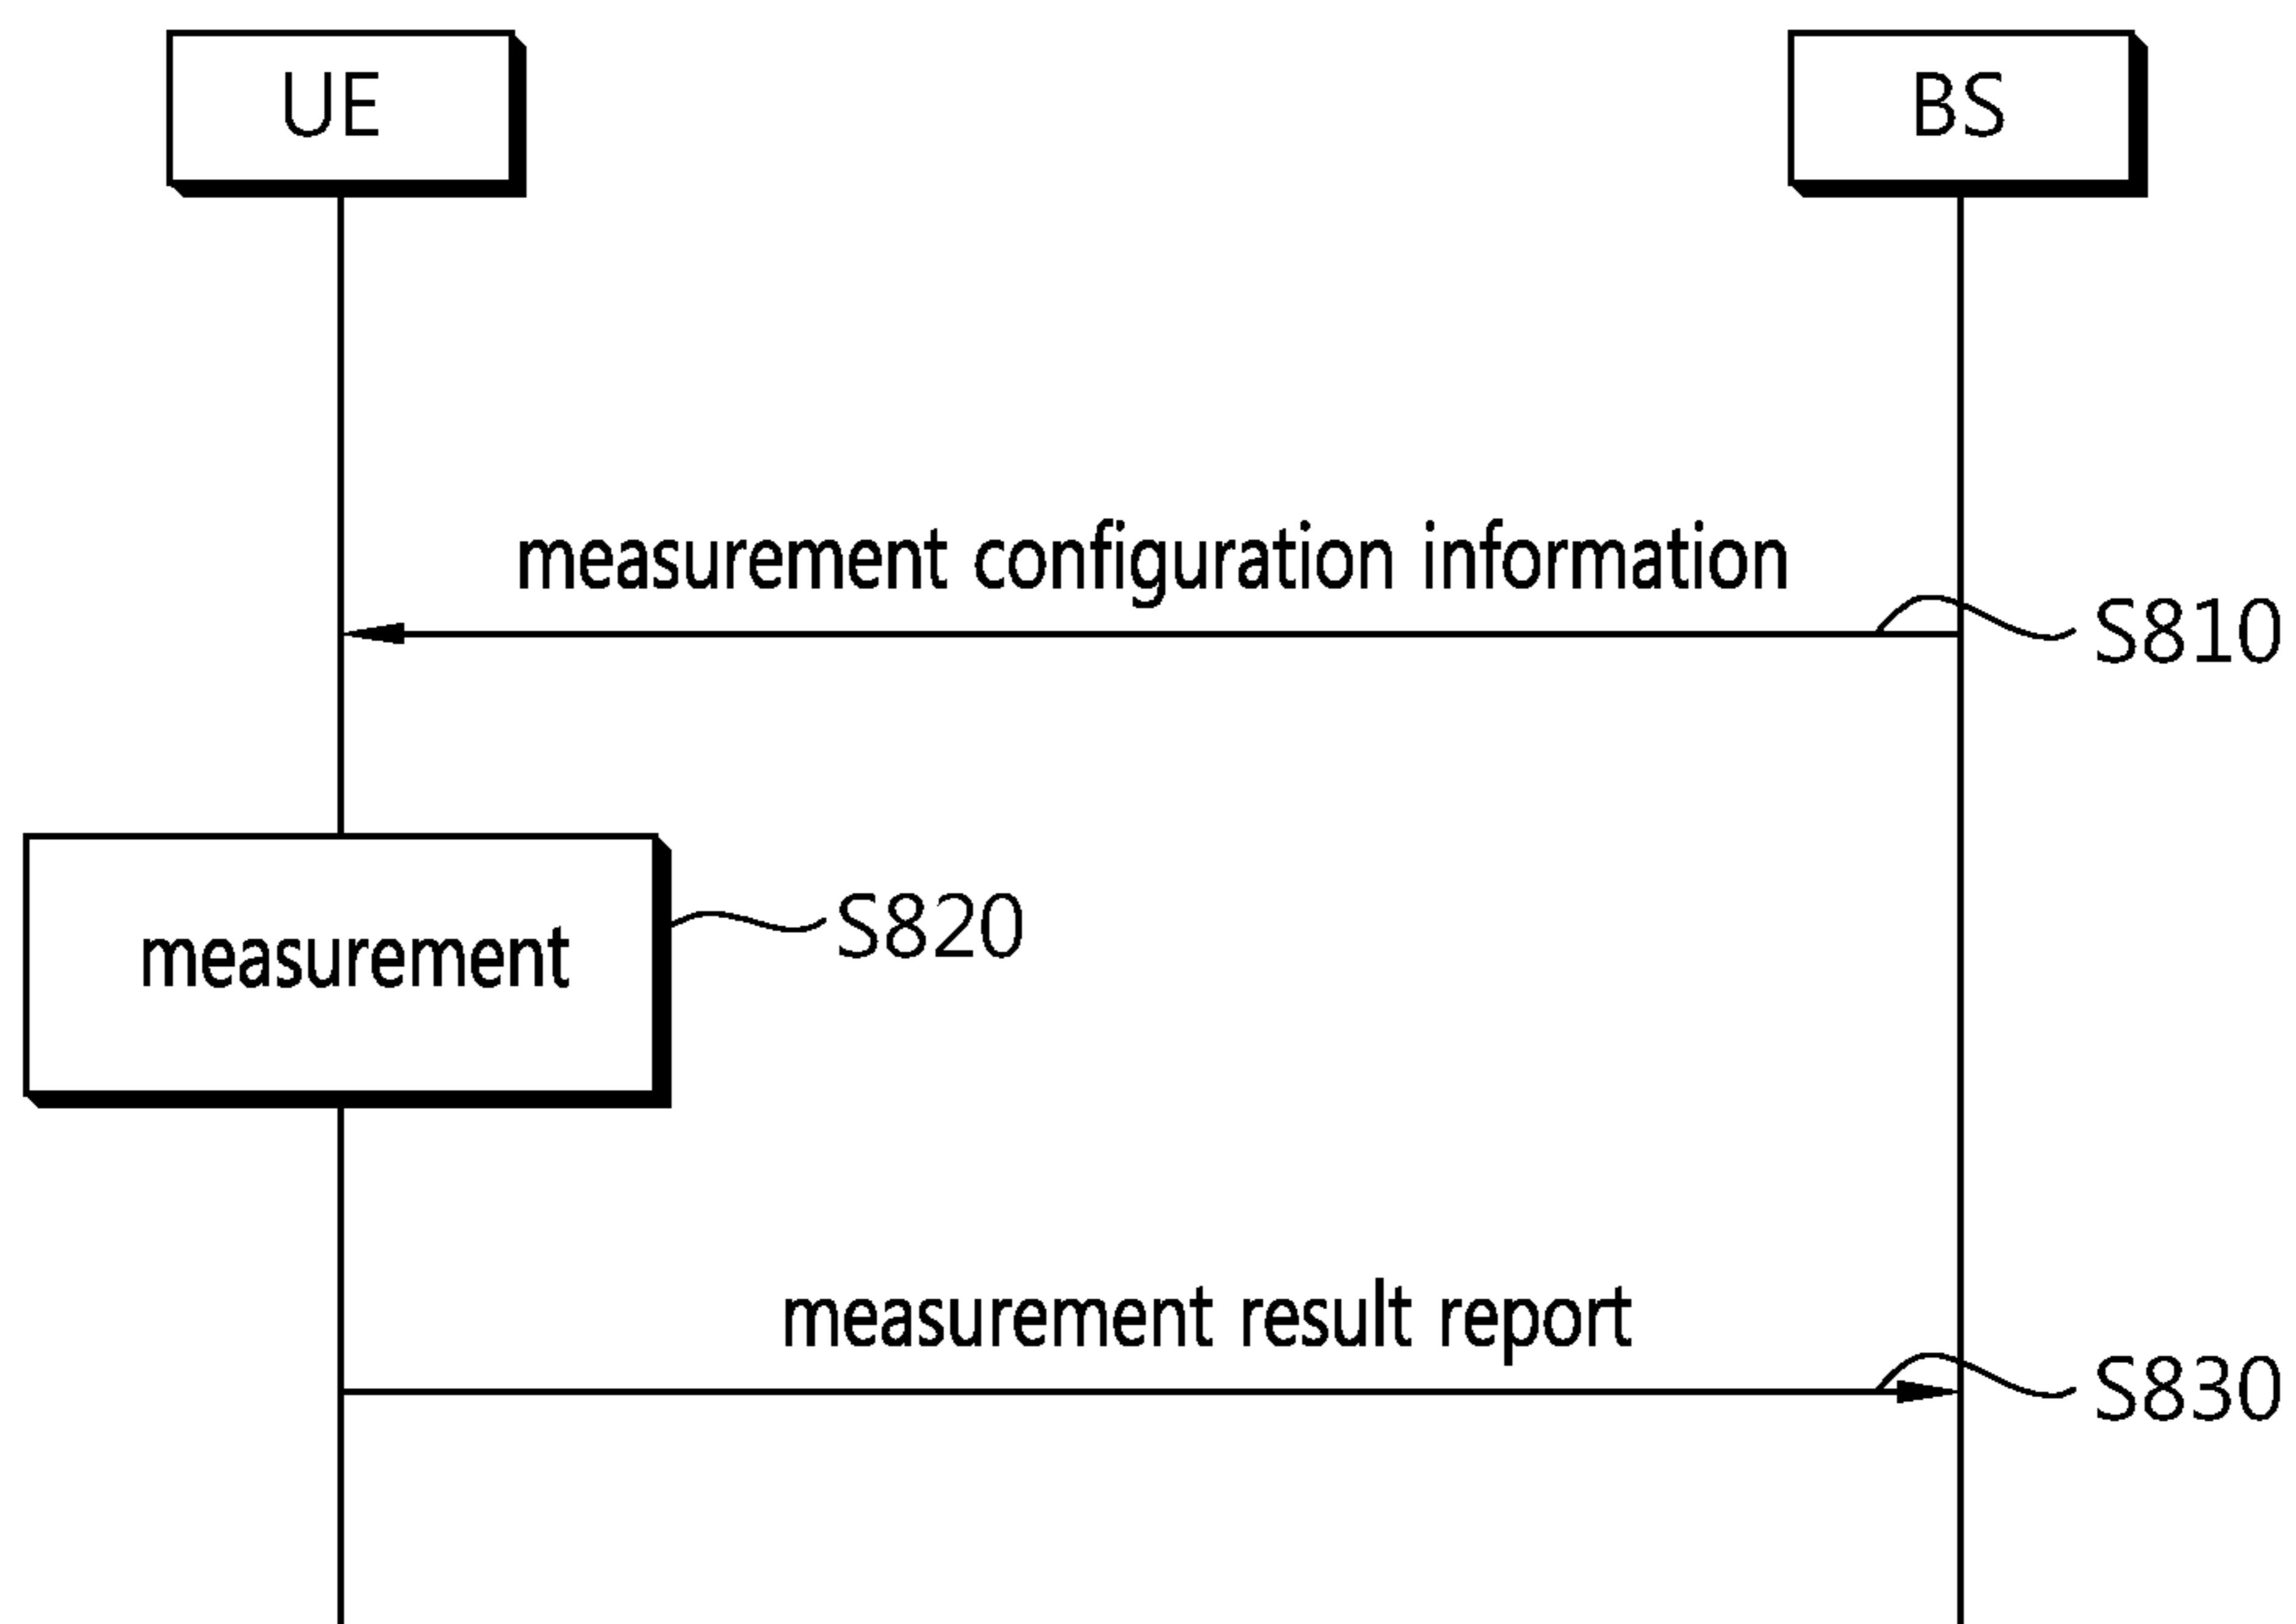 UE
BS
measurement configuration information
S810
measurement
S820
measurement result report
S830